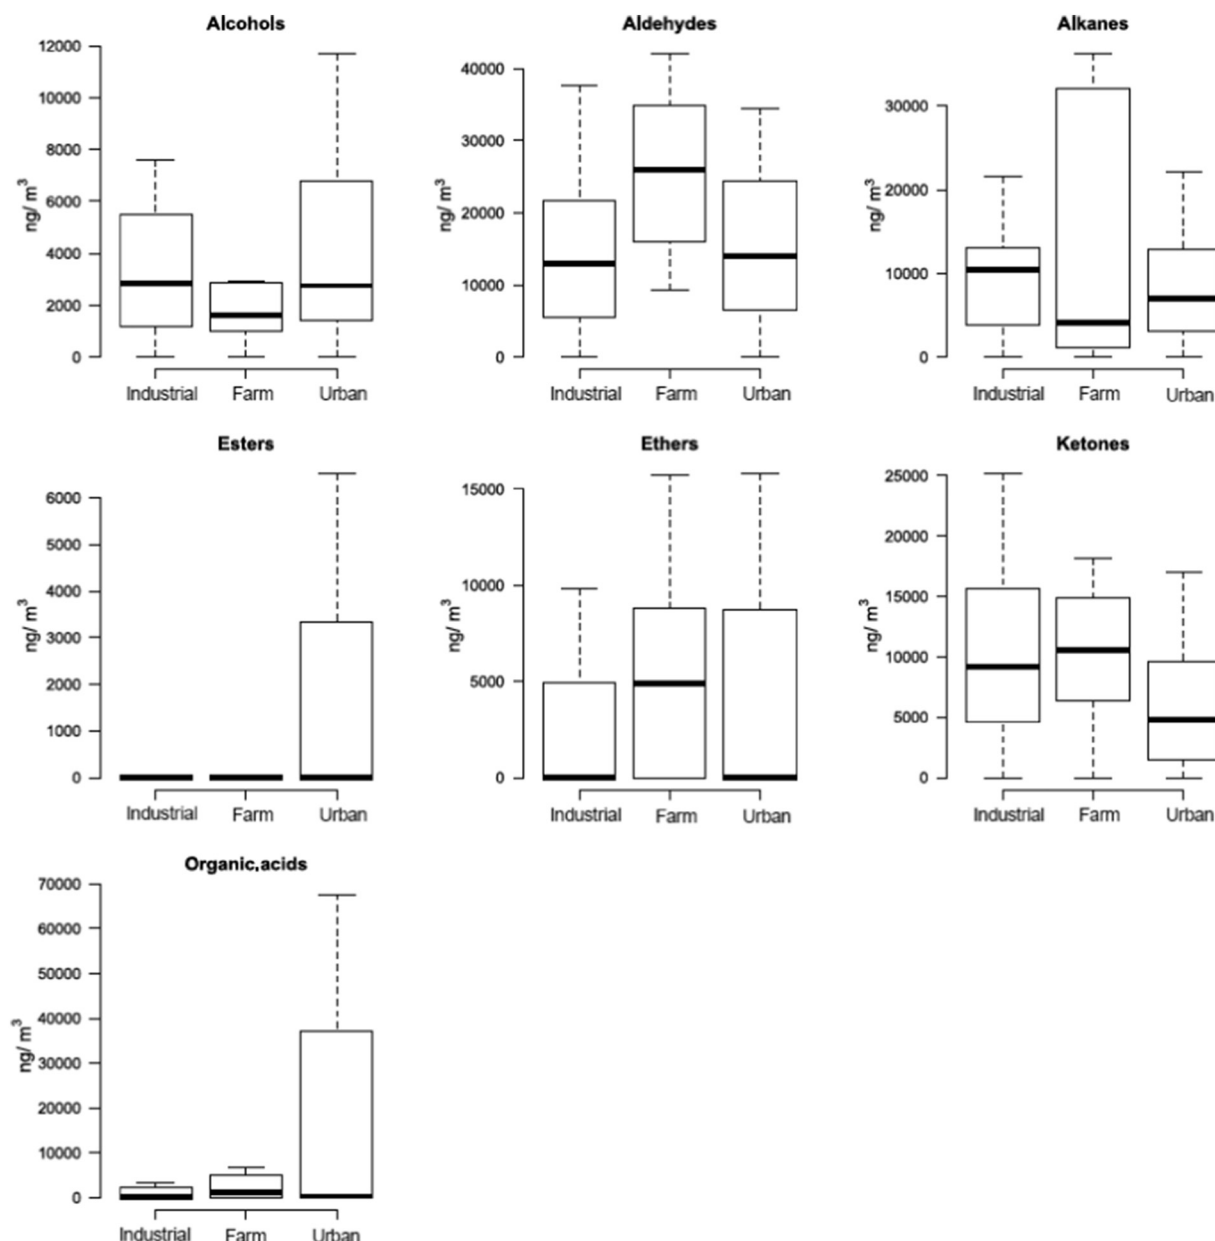 Alcohols
12000
10000
8000
6000
4000
2000
0
ng/ m³
Industrial Farm Urban
Aldehydes
40000
30000
20000
10000
0
ng/ m³
Industrial Farm Urban
Alkanes
30000
20000
10000
0
ng/ m³
Industrial Farm Urban
Esters
6000
5000
4000
3000
2000
1000
0
ng/ m³
Industrial Farm Urban
Ethers
15000
10000
5000
0
ng/ m³
Industrial Farm Urban
Ketones
25000
20000
15000
10000
5000
0
ng/ m³
Industrial Farm Urban
Organic.acids
70000
60000
50000
40000
30000
20000
10000
0
ng/ m³
Industrial Farm Urban